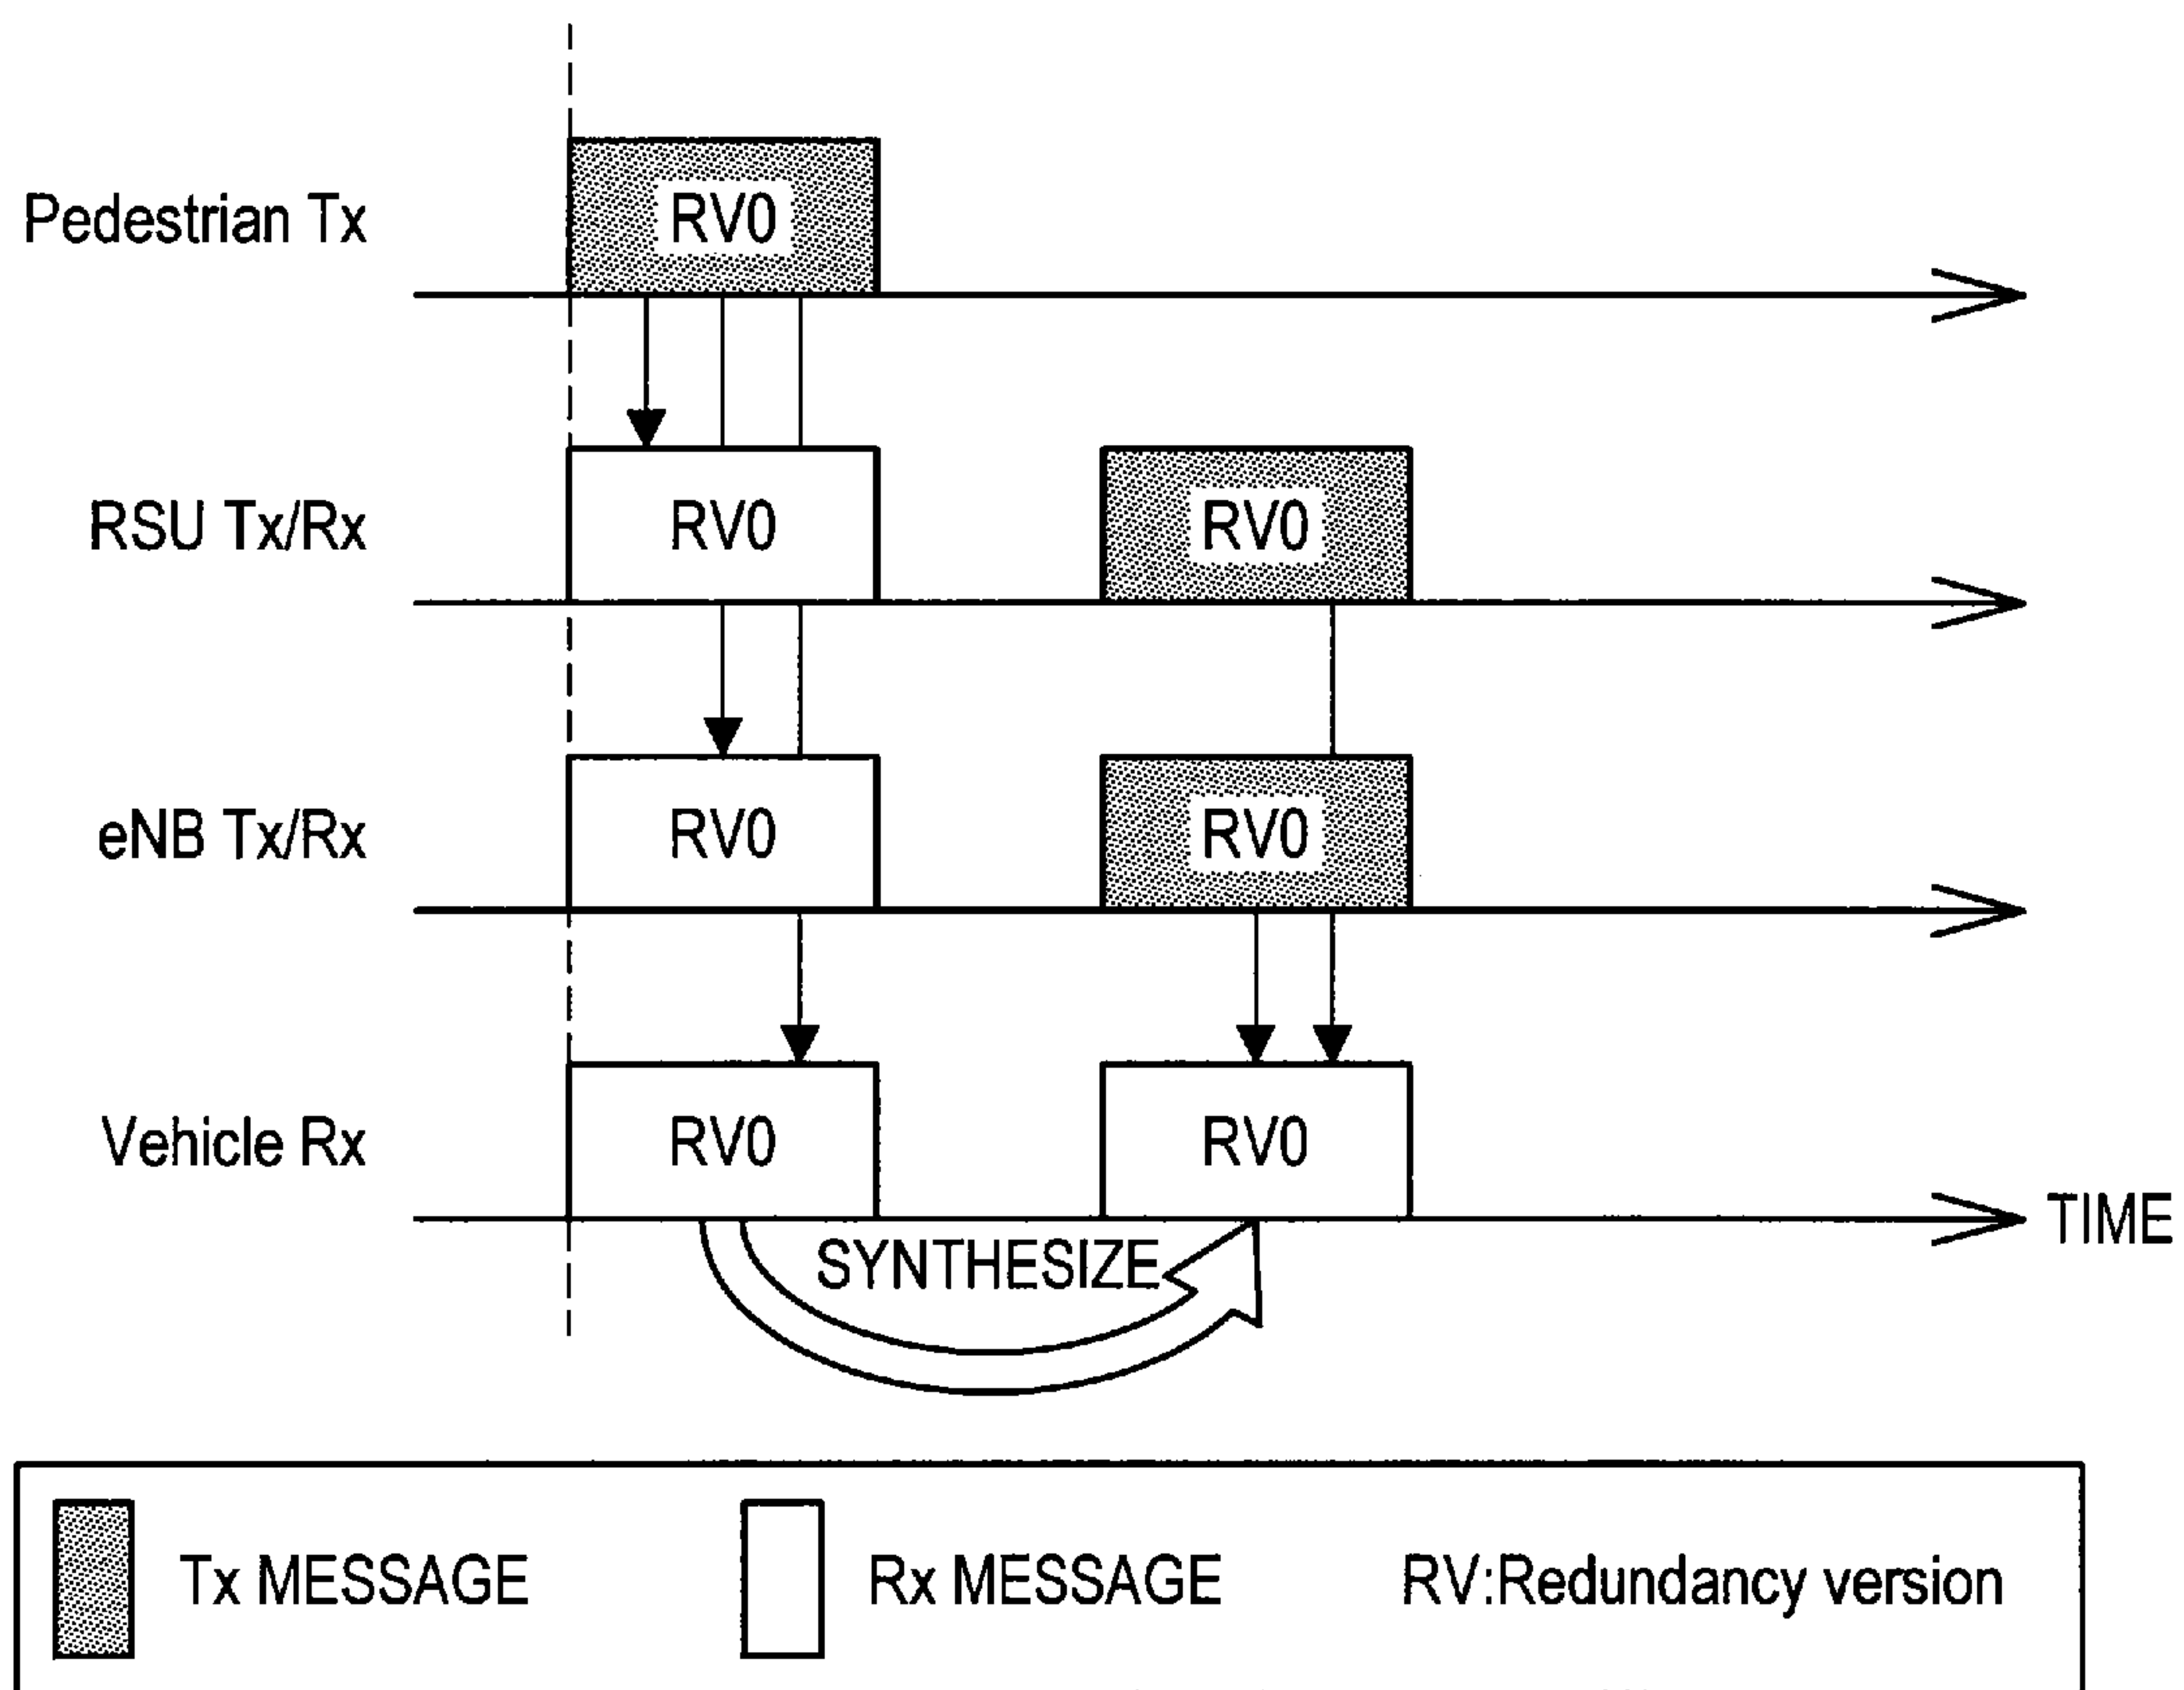 Pedestrian Tx
RV0
RSU Tx/Rx
RV0
RV0
eNB Tx/Rx
RV0
RV0
Vehicle Rx
RV0
RV0
TIME
SYNTHESIZE
Tx MESSAGE
Rx MESSAGE
RV:Redundancy version